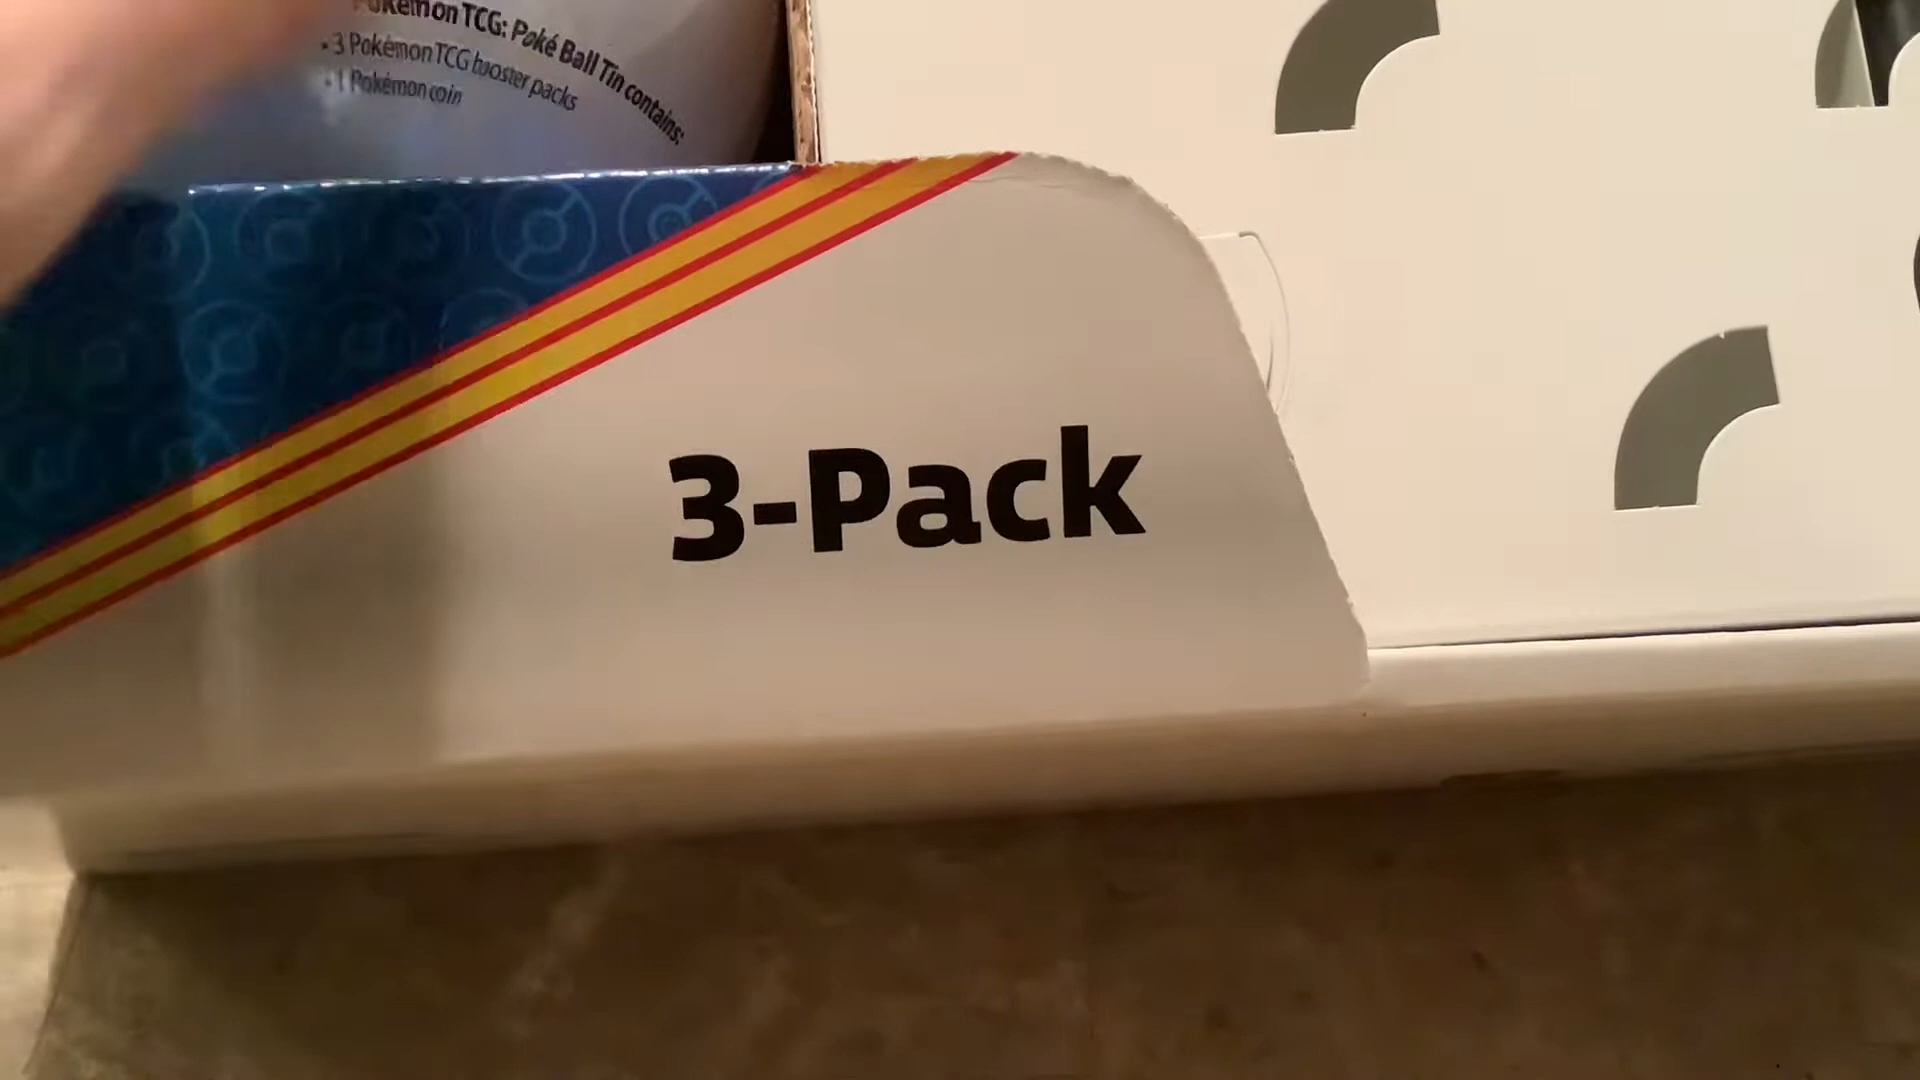 Pokémon TCG: Poké Ball Tin contains:
• 3 Pokémon TCG booster packs
• 1 Pokémon coin
3-Pack